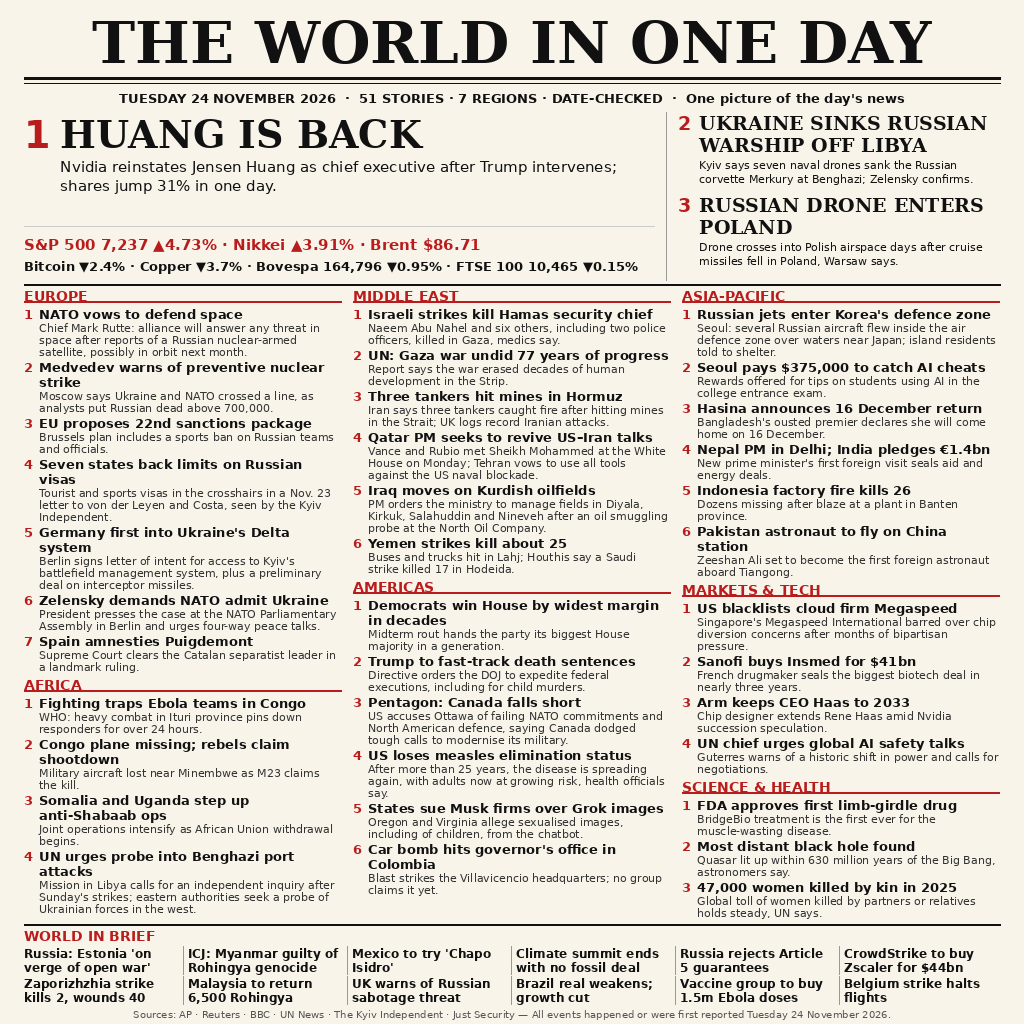 THE WORLD IN ONE DAY
TUESDAY 24 NOVEMBER 2026 · 51 STORIES · 7 REGIONS · DATE-CHECKED · One picture of the day's news
1 HUANG IS BACK
Nvidia reinstates Jensen Huang as chief executive after Trump intervenes;
shares jump 31% in one day.
S&P 500 7,237 ▲4.73% · Nikkei ▲3.91% · Brent $86.71
Bitcoin ▼2.4% · Copper ▼3.7% · Bovespa 164,796 ▼0.95% · FTSE 100 10,465 ▼0.15%
2 UKRAINE SINKS RUSSIAN
WARSHIP OFF LIBYA
Kyiv says seven naval drones sank the Russian
corvette Merkury at Benghazi; Zelensky confirms.
3 RUSSIAN DRONE ENTERS
POLAND
Drone crosses into Polish airspace days after cruise
missiles fell in Poland, Warsaw says.
EUROPE
1 NATO vows to defend space
Chief Mark Rutte: alliance will answer any threat in
space after reports of a Russian nuclear-armed
satellite, possibly in orbit next month.
2 Medvedev warns of preventive nuclear
strike
Moscow says Ukraine and NATO crossed a line, as
analysts put Russian dead above 700,000.
3 EU proposes 22nd sanctions package
Brussels plan includes a sports ban on Russian teams
and officials.
4 Seven states back limits on Russian
visas
Tourist and sports visas in the crosshairs in a Nov. 23
letter to von der Leyen and Costa, seen by the Kyiv
Independent.
5 Germany first into Ukraine's Delta
system
Berlin signs letter of intent for access to Kyiv's
battlefield management system, plus a preliminary
deal on interceptor missiles.
6 Zelensky demands NATO admit Ukraine
President presses the case at the NATO Parliamentary
Assembly in Berlin and urges four-way peace talks.
7 Spain amnesties Puigdemont
Supreme Court clears the Catalan separatist leader in
a landmark ruling.
AFRICA
1 Fighting traps Ebola teams in Congo
WHO: heavy combat in Ituri province pins down
responders for over 24 hours.
2 Congo plane missing; rebels claim
shootdown
Military aircraft lost near Minembwe as M23 claims
the kill.
3 Somalia and Uganda step up
anti-Shabaab ops
Joint operations intensify as African Union withdrawal
begins.
4 UN urges probe into Benghazi port
attacks
Mission in Libya calls for an independent inquiry after
Sunday's strikes; eastern authorities seek a probe of
Ukrainian forces in the west.
MIDDLE EAST
1 Israeli strikes kill Hamas security chief
Naeem Abu Nahel and six others, including two police
officers, killed in Gaza, medics say.
2 UN: Gaza war undid 77 years of progress
Report says the war erased decades of human
development in the Strip.
3 Three tankers hit mines in Hormuz
Iran says three tankers caught fire after hitting mines
in the Strait; UK logs record Iranian attacks.
4 Qatar PM seeks to revive US–Iran talks
Vance and Rubio met Sheikh Mohammed at the White
House on Monday; Tehran vows to use all tools
against the US naval blockade.
5 Iraq moves on Kurdish oilfields
PM orders the ministry to manage fields in Diyala,
Kirkuk, Salahuddin and Nineveh after an oil smuggling
probe at the North Oil Company.
6 Yemen strikes kill about 25
Buses and trucks hit in Lahj; Houthis say a Saudi
strike killed 17 in Hodeida.
AMERICAS
1 Democrats win House by widest margin
in decades
Midterm rout hands the party its biggest House
majority in a generation.
2 Trump to fast-track death sentences
Directive orders the DOJ to expedite federal
executions, including for child murders.
3 Pentagon: Canada falls short
US accuses Ottawa of failing NATO commitments and
North American defence, saying Canada dodged
tough calls to modernise its military.
4 US loses measles elimination status
After more than 25 years, the disease is spreading
again, with adults now at growing risk, health officials
say.
5 States sue Musk firms over Grok images
Oregon and Virginia allege sexualised images,
including of children, from the chatbot.
6 Car bomb hits governor's office in
Colombia
Blast strikes the Villavicencio headquarters; no group
claims it yet.
ASIA-PACIFIC
1 Russian jets enter Korea's defence zone
Seoul: several Russian aircraft flew inside the air
defence zone over waters near Japan; island residents
told to shelter.
2 Seoul pays $375,000 to catch AI cheats
Rewards offered for tips on students using AI in the
college entrance exam.
3 Hasina announces 16 December return
Bangladesh's ousted premier declares she will come
home on 16 December.
4 Nepal PM in Delhi; India pledges €1.4bn
New prime minister's first foreign visit seals aid and
energy deals.
5 Indonesia factory fire kills 26
Dozens missing after blaze at a plant in Banten
province.
6 Pakistan astronaut to fly on China
station
Zeeshan Ali set to become the first foreign astronaut
aboard Tiangong.
MARKETS & TECH
1 US blacklists cloud firm Megaspeed
Singapore's Megaspeed International barred over chip
diversion concerns after months of bipartisan
pressure.
2 Sanofi buys Insmed for $41bn
French drugmaker seals the biggest biotech deal in
nearly three years.
3 Arm keeps CEO Haas to 2033
Chip designer extends Rene Haas amid Nvidia
succession speculation.
4 UN chief urges global AI safety talks
Guterres warns of a historic shift in power and calls for
negotiations.
SCIENCE & HEALTH
1 FDA approves first limb-girdle drug
BridgeBio treatment is the first ever for the
muscle-wasting disease.
2 Most distant black hole found
Quasar lit up within 630 million years of the Big Bang,
astronomers say.
3 47,000 women killed by kin in 2025
Global toll of women killed by partners or relatives
holds steady, UN says.
WORLD IN BRIEF
Russia: Estonia 'on
verge of open war'
ICJ: Myanmar guilty of
Rohingya genocide
Mexico to try 'Chapo
Isidro'
Climate summit ends
with no fossil deal
Russia rejects Article
5 guarantees
CrowdStrike to buy
Zscaler for $44bn
Zaporizhzhia strike
kills 2, wounds 40
Malaysia to return
6,500 Rohingya
UK warns of Russian
sabotage threat
Brazil real weakens;
growth cut
Vaccine group to buy
1.5m Ebola doses
Belgium strike halts
flights
Sources: AP · Reuters · BBC · UN News · The Kyiv Independent · Just Security — All events happened or were first reported Tuesday 24 November 2026.